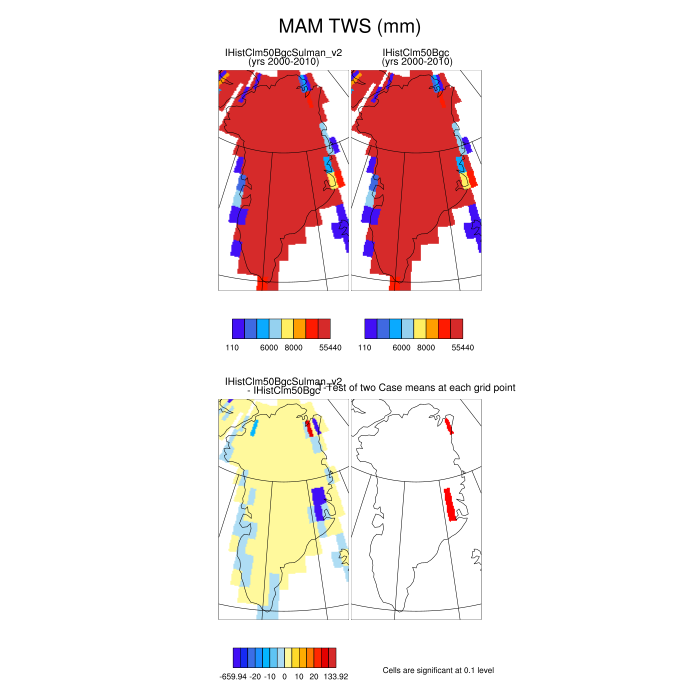 MAM TWS (mm)
IHistClm50BgcSulman_v2
(yrs 2000-2010)
IHistClm50Bgc
(yrs 2000-2010)
110 6000 8000 55440
110 6000 8000 55440
IHistClm50BgcSulman_v2
- IHistClm50Bgc
-Test of two Case means at each grid point
-659.94 -20 -10 0 10 20 133.92
Cells are significant at 0.1 level